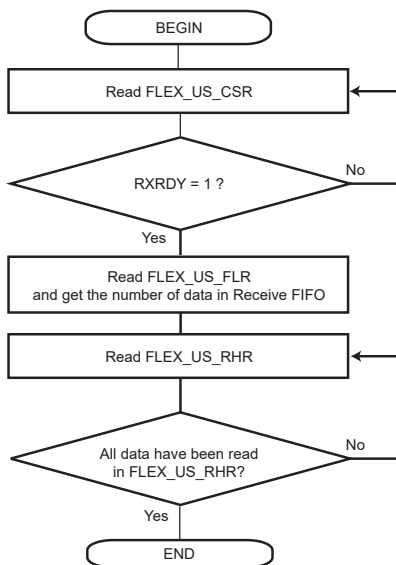 BEGIN
Read FLEX_US_CSR
RXRDY = 1 ?
No
Yes
Read FLEX_US_FLR
and get the number of data in Receive FIFO
Read FLEX_US_RHR
All data have been read
in FLEX_US_RHR?
No
Yes
END